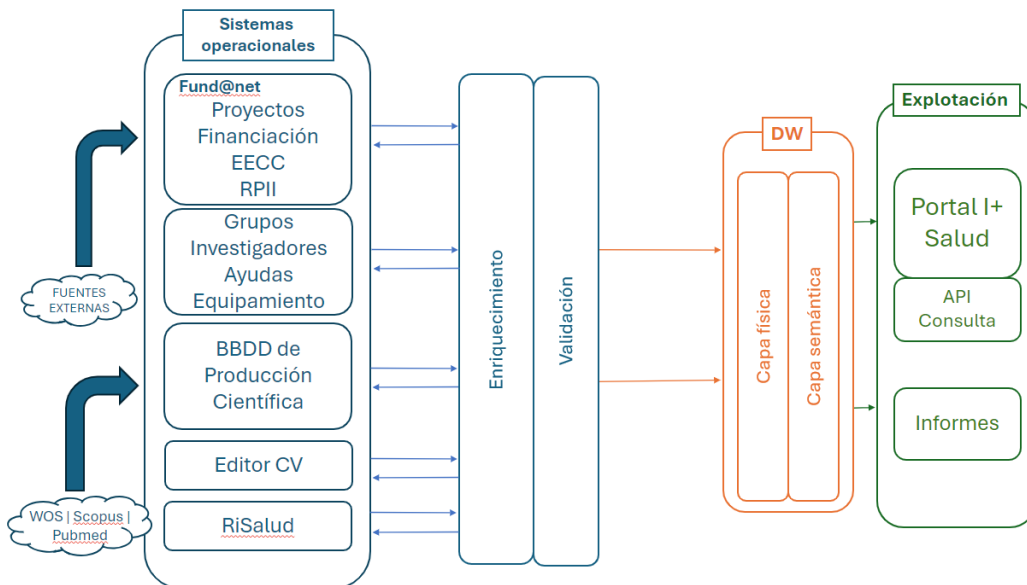 Sistemas
operacionales
Fund@net
Proyectos
Financiación
EECC
RPII
Grupos
Investigadores
Ayudas
Equipamiento
BBDD de
Producción
Científica
Editor CV
RiSalud
FUENTES
EXTERNAS
WOS | Scopus |
Pubmed
Enriquecimiento
Validación
DW
Capa física
Capa semántica
Explotación
Portal I+
Salud
API
Consulta
Informes